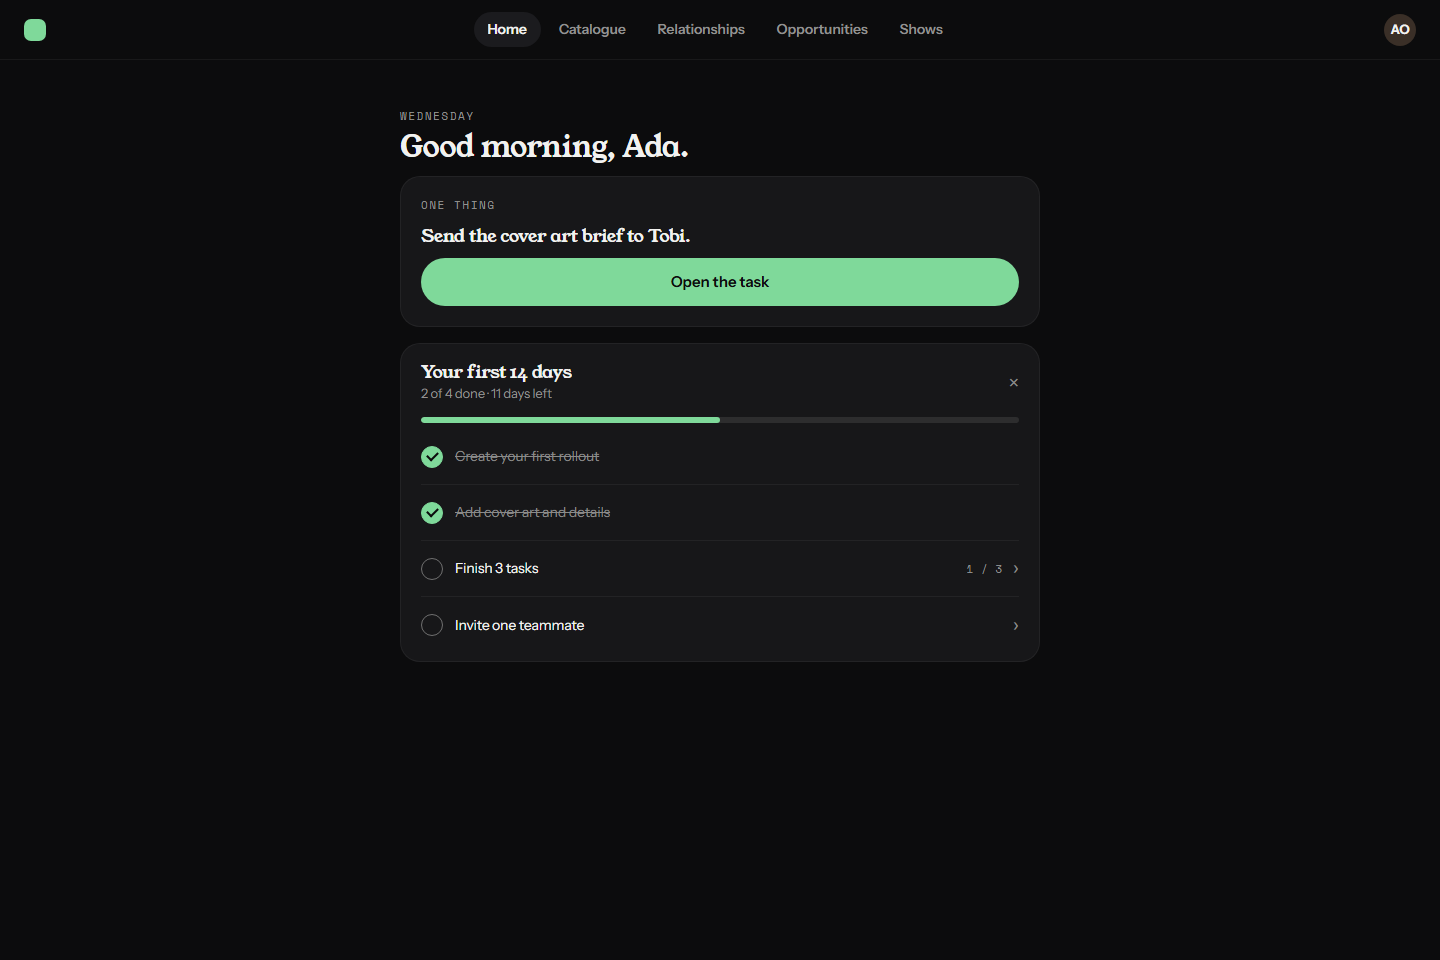 Home Catalogue Relationships Opportunities Shows AO
WEDNESDAY
Good morning, Ada.
ONE THING
Send the cover art brief to Tobi.
Open the task
Your first 14 days
2 of 4 done · 11 days left
Create your first rollout
Add cover art and details
Finish 3 tasks 1 / 3
Invite one teammate